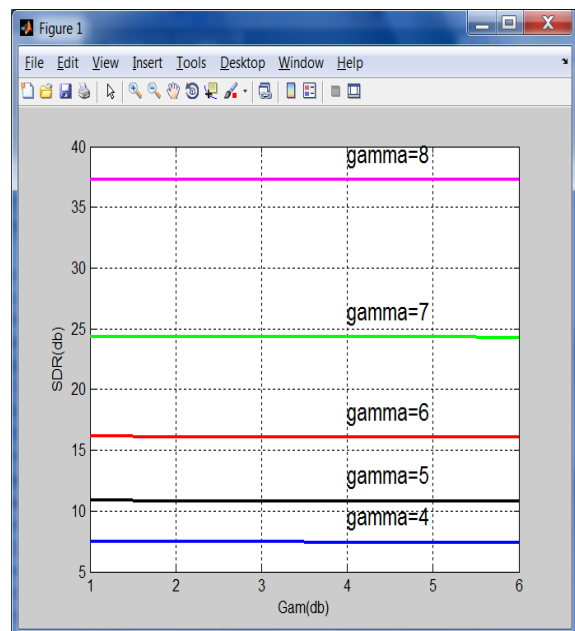 Figure 1
File Edit View Insert Tools Desktop Window Help
40
35
30
25
20
15
10
5
1 2 3 4 5 6
SDR(db)
Gam(db)
gamma=8
gamma=7
gamma=6
gamma=5
gamma=4